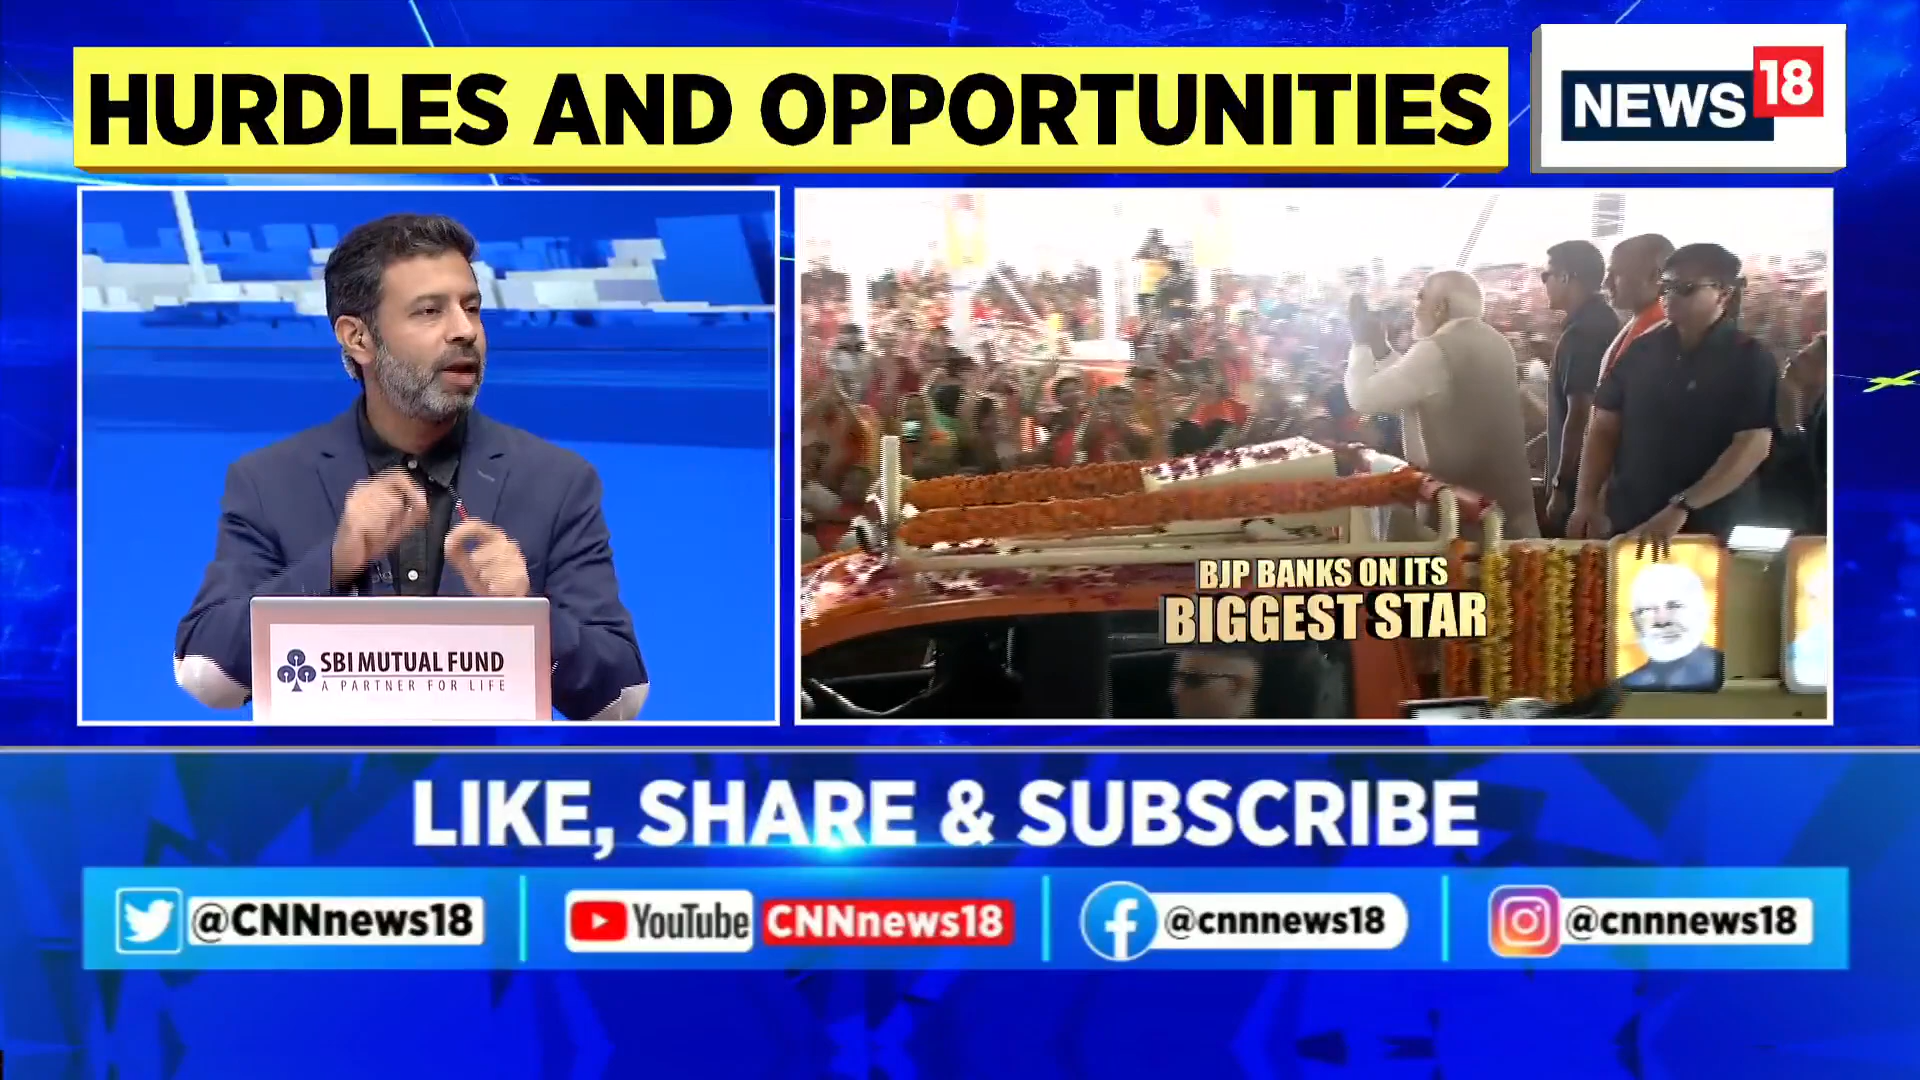 HURDLES AND OPPORTUNITIES
NEWS18
BJP BANKS ON ITS
BIGGEST STAR
SBI MUTUAL FUND
A PARTNER FOR LIFE
LIKE, SHARE & SUBSCRIBE
@CNNnews18
YouTube CNNnews18
@cnnnews18
@cnnnews18